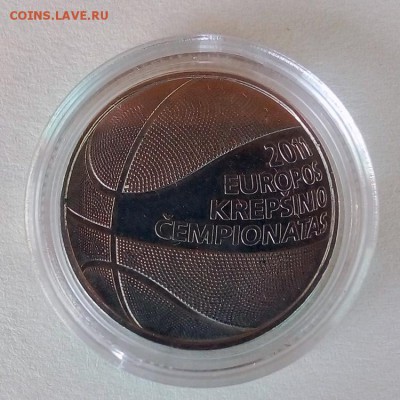 COINS.LAVE.RU
2011
EUROPOS
KREPŠINIO
ČEMPIONATAS